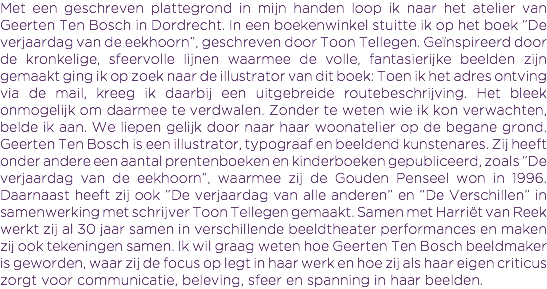 Met een geschreven plattegrond in mijn handen loop ik naar het atelier van
Geerten Ten Bosch in Dordrecht. In een boekenwinkel stuitte ik op het boek “De
verjaardag van de eekhoorn”, geschreven door Toon Tellegen. Geïnspireerd door
de kronkelige, sfeervolle lijnen waarmee de volle, fantasierijke beelden zijn
gemaakt ging ik op zoek naar de illustrator van dit boek: Toen ik het adres ontving
via de mail, kreeg ik daarbij een uitgebreide routebeschrijving. Het bleek
onmogelijk om daarmee te verdwalen. Zonder te weten wie ik kon verwachten,
belde ik aan. We liepen gelijk door naar haar woonatelier op de begane grond.
Geerten Ten Bosch is een illustrator, typograaf en beeldend kunstenares. Zij heeft
onder andere een aantal prentenboeken en kinderboeken gepubliceerd, zoals “De
verjaardag van de eekhoorn”, waarmee zij de Gouden Penseel won in 1996.
Daarnaast heeft zij ook “De verjaardag van alle anderen” en “De Verschillen” in
samenwerking met schrijver Toon Tellegen gemaakt. Samen met Harriët van Reek
werkt zij al 30 jaar samen in verschillende beeldtheater performances en maken
zij ook tekeningen samen. Ik wil graag weten hoe Geerten Ten Bosch beeldmaker
is geworden, waar zij de focus op legt in haar werk en hoe zij als haar eigen criticus
zorgt voor communicatie, beleving, sfeer en spanning in haar beelden.